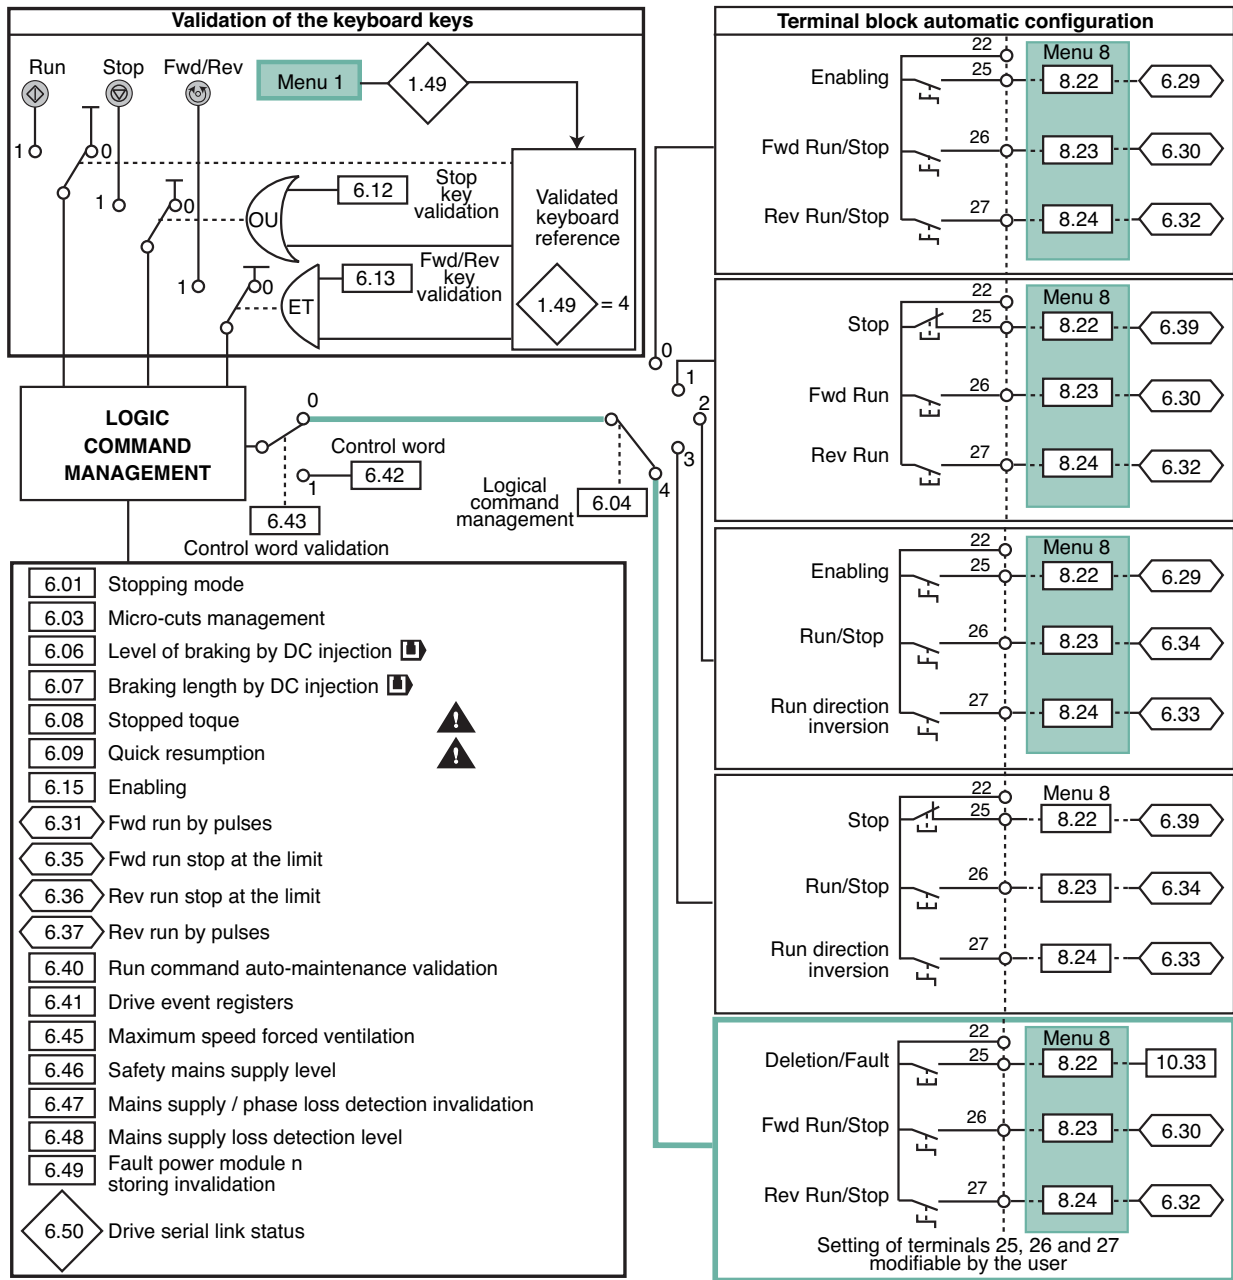 Validation of the keyboard keys
Run
Stop
Fwd/Rev
Menu 1
1.49
1
0
1
0
OU
6.12
Stop
key
validation
1
0
ET
6.13
Fwd/Rev
key
validation
Validated
keyboard
reference
1.49
= 4
LOGIC
COMMAND
MANAGEMENT
0
1
Control word
6.42
6.43
Control word validation
Logical
command
management
6.04
0
1
2
3
4
6.01 Stopping mode
6.03 Micro-cuts management
6.06 Level of braking by DC injection
6.07 Braking length by DC injection
6.08 Stopped toque
6.09 Quick resumption
6.15 Enabling
6.31 Fwd run by pulses
6.35 Fwd run stop at the limit
6.36 Rev run stop at the limit
6.37 Rev run by pulses
6.40 Run command auto-maintenance validation
6.41 Drive event registers
6.45 Maximum speed forced ventilation
6.46 Safety mains supply level
6.47 Mains supply / phase loss detection invalidation
6.48 Mains supply loss detection level
6.49 Fault power module n
storing invalidation
6.50 Drive serial link status
Terminal block automatic configuration
22
Menu 8
Enabling 25 8.22 6.29
Fwd Run/Stop 26 8.23 6.30
Rev Run/Stop 27 8.24 6.32
22
Menu 8
Stop 25 8.22 6.39
Fwd Run 26 8.23 6.30
Rev Run 27 8.24 6.32
22
Menu 8
Enabling 25 8.22 6.29
Run/Stop 26 8.23 6.34
Run direction
inversion 27 8.24 6.33
22
Menu 8
Stop 25 8.22 6.39
Run/Stop 26 8.23 6.34
Run direction
inversion 27 8.24 6.33
22
Menu 8
Deletion/Fault 25 8.22 10.33
Fwd Run/Stop 26 8.23 6.30
Rev Run/Stop 27 8.24 6.32
Setting of terminals 25, 26 and 27
modifiable by the user